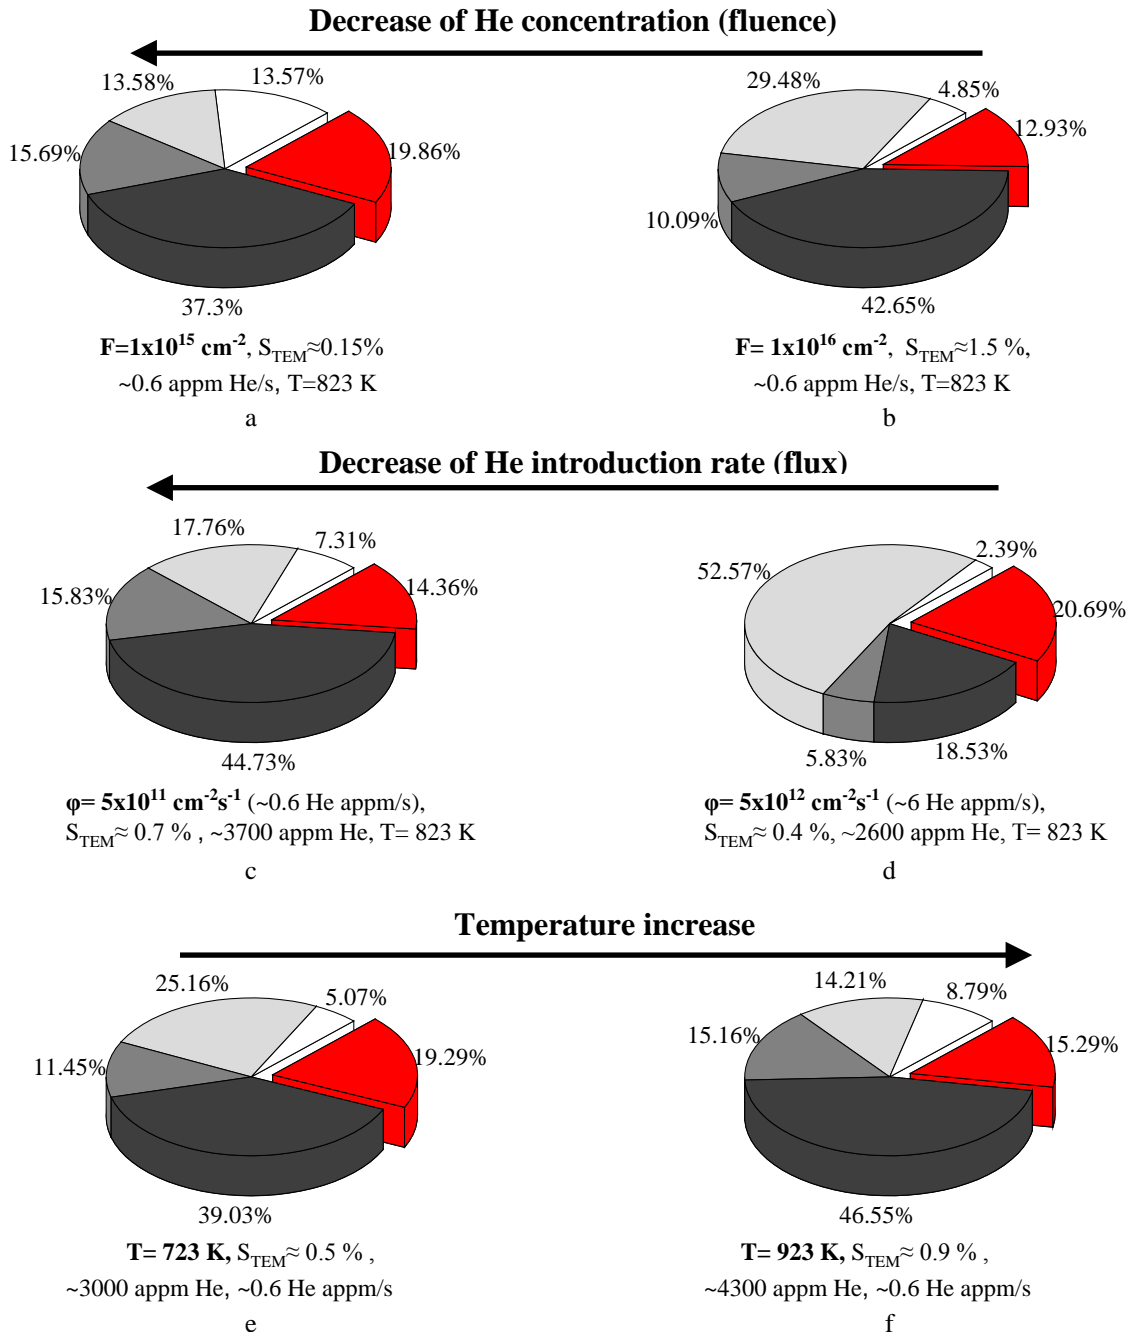 Decrease of He concentration (fluence)
13.58%
13.57%
15.69%
19.86%
37.3%
F=1x10^15 cm^-2, S_TEM≈0.15%
~0.6 appm He/s, T=823 K
a
29.48%
4.85%
12.93%
10.09%
42.65%
F= 1x10^16 cm^-2, S_TEM≈1.5 %,
~0.6 appm He/s, T=823 K
b
Decrease of He introduction rate (flux)
17.76%
7.31%
15.83%
14.36%
44.73%
φ= 5x10^11 cm^-2s^-1 (~0.6 He appm/s),
S_TEM≈ 0.7 % , ~3700 appm He, T= 823 K
c
52.57%
2.39%
20.69%
5.83%
18.53%
φ= 5x10^12 cm^-2s^-1 (~6 He appm/s),
S_TEM≈ 0.4 %, ~2600 appm He, T= 823 K
d
Temperature increase
25.16%
5.07%
11.45%
19.29%
39.03%
T= 723 K, S_TEM≈ 0.5 % ,
~3000 appm He, ~0.6 He appm/s
e
14.21%
8.79%
15.16%
15.29%
46.55%
T= 923 K, S_TEM≈ 0.9 % ,
~4300 appm He, ~0.6 He appm/s
f